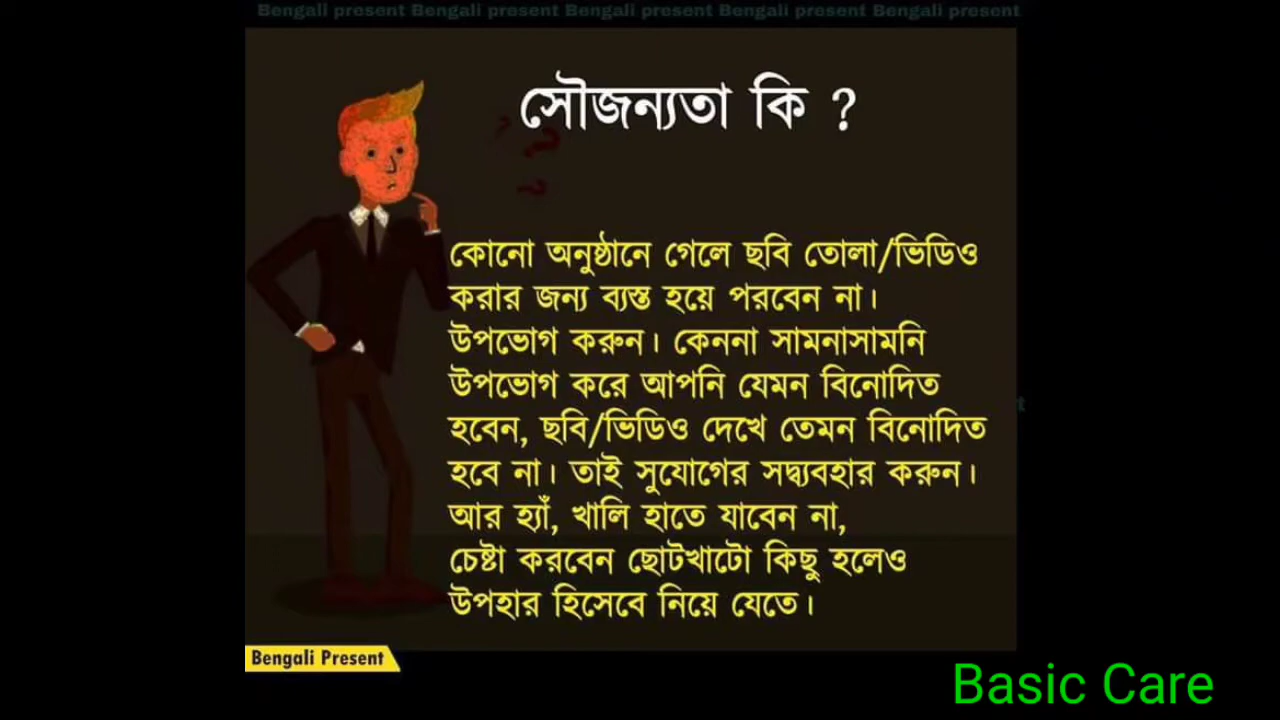 Bengali present Bengali present Bengali present Bengali present Bengali present
সৌজন্যতা কি ?
কোনো অনুষ্ঠানে গেলে ছবি তোলা/ভিডিও
করার জন্য ব্যস্ত হয়ে পরবেন না।
উপভোগ করুন। কেননা সামনাসামনি
উপভোগ করে আপনি যেমন বিনোদিত
হবেন, ছবি/ভিডিও দেখে তেমন বিনোদিত
হবে না। তাই সুযোগের সদ্ব্যবহার করুন।
আর হ্যাঁ, খালি হাতে যাবেন না,
চেষ্টা করবেন ছোটখাটো কিছু হলেও
উপহার হিসেবে নিয়ে যেতে।
Bengali Present
Basic Care